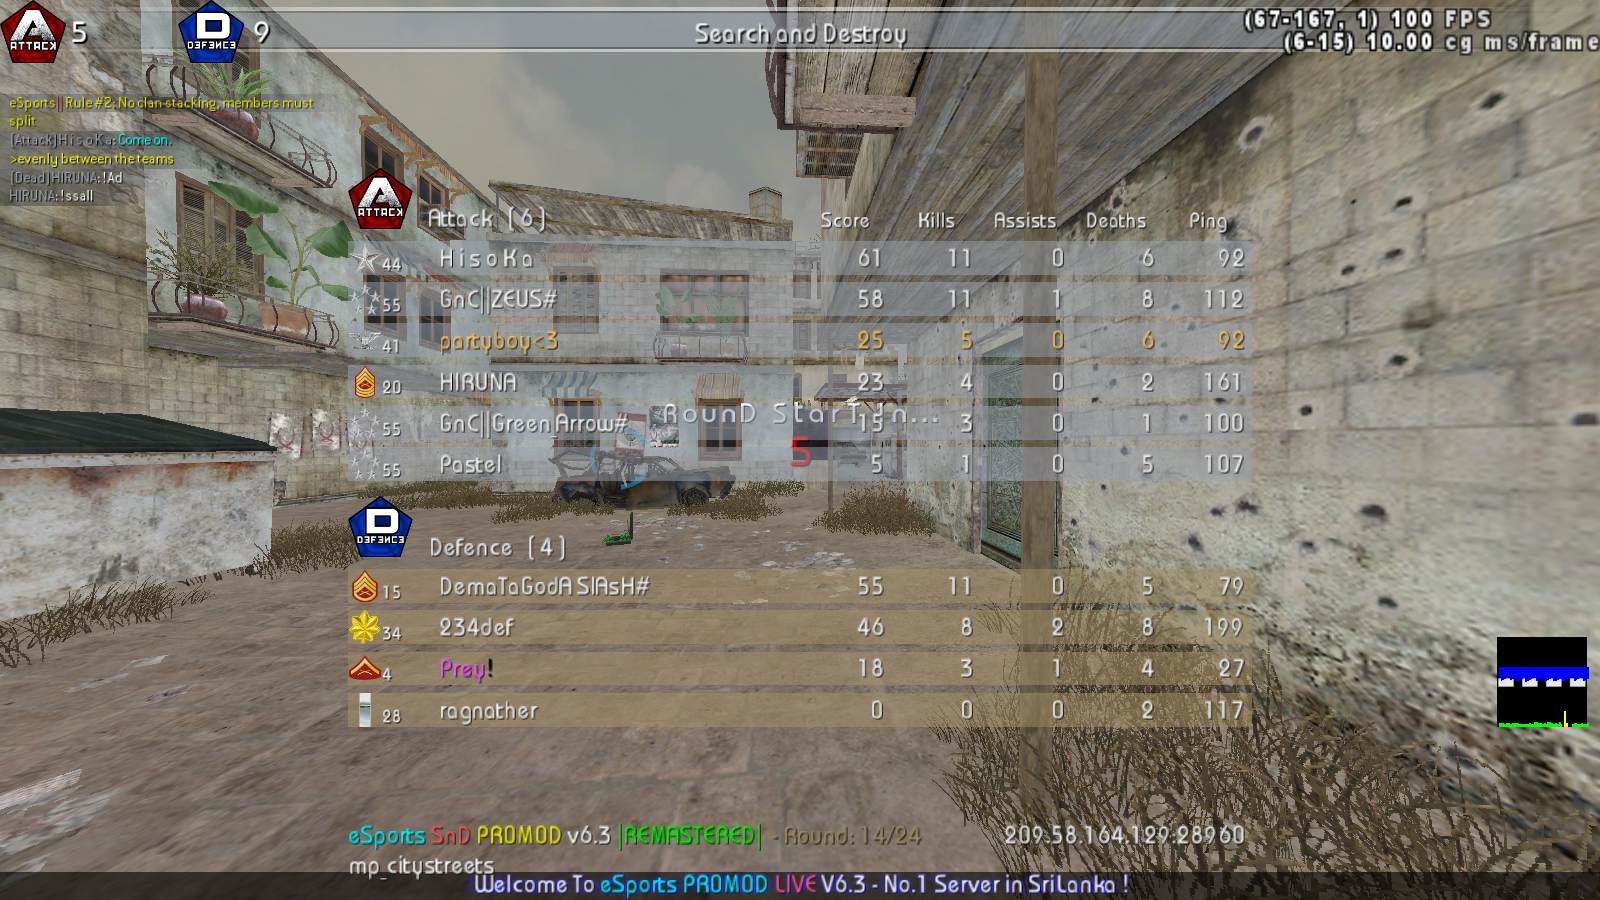 ATTACK 5
DEFENCE 9
Search and Destroy
(67-167, 1) 100 FPS
(6-15) 10.00 cg ms/frame
eSports|| Rule #2: No clan stacking, members must
split
(Attack)H i s o K a: Come on.
>evenly between the teams
(Dead)HIRUNA: !Ad
HIRUNA: !ssall
ATTACK
Attack (6) Score Kills Assists Deaths Ping
44 H i s o K a 61 11 0 6 92
55 GnC||ZEUS# 58 11 1 8 112
41 partyboy<3 25 5 0 6 92
20 HIRUNA 23 4 0 2 161
RounD StarT In...
55 GnC||Green_Arrow# 15 3 0 1 100
5
55 Pastel 5 1 0 5 107
DEFENCE
Defence (4)
15 DemaTaGodA SlAsH# 55 11 0 5 79
34 234def 46 8 2 8 199
4 Prey! 18 3 1 4 27
28 ragnather 0 0 0 2 117
eSports SnD PROMOD v6.3 |REMASTERED| - Round: 14/24 209.58.164.129:28960
mp_citystreets
Welcome To eSports PROMOD LIVE V6.3 - No.1 Server in SriLanka !